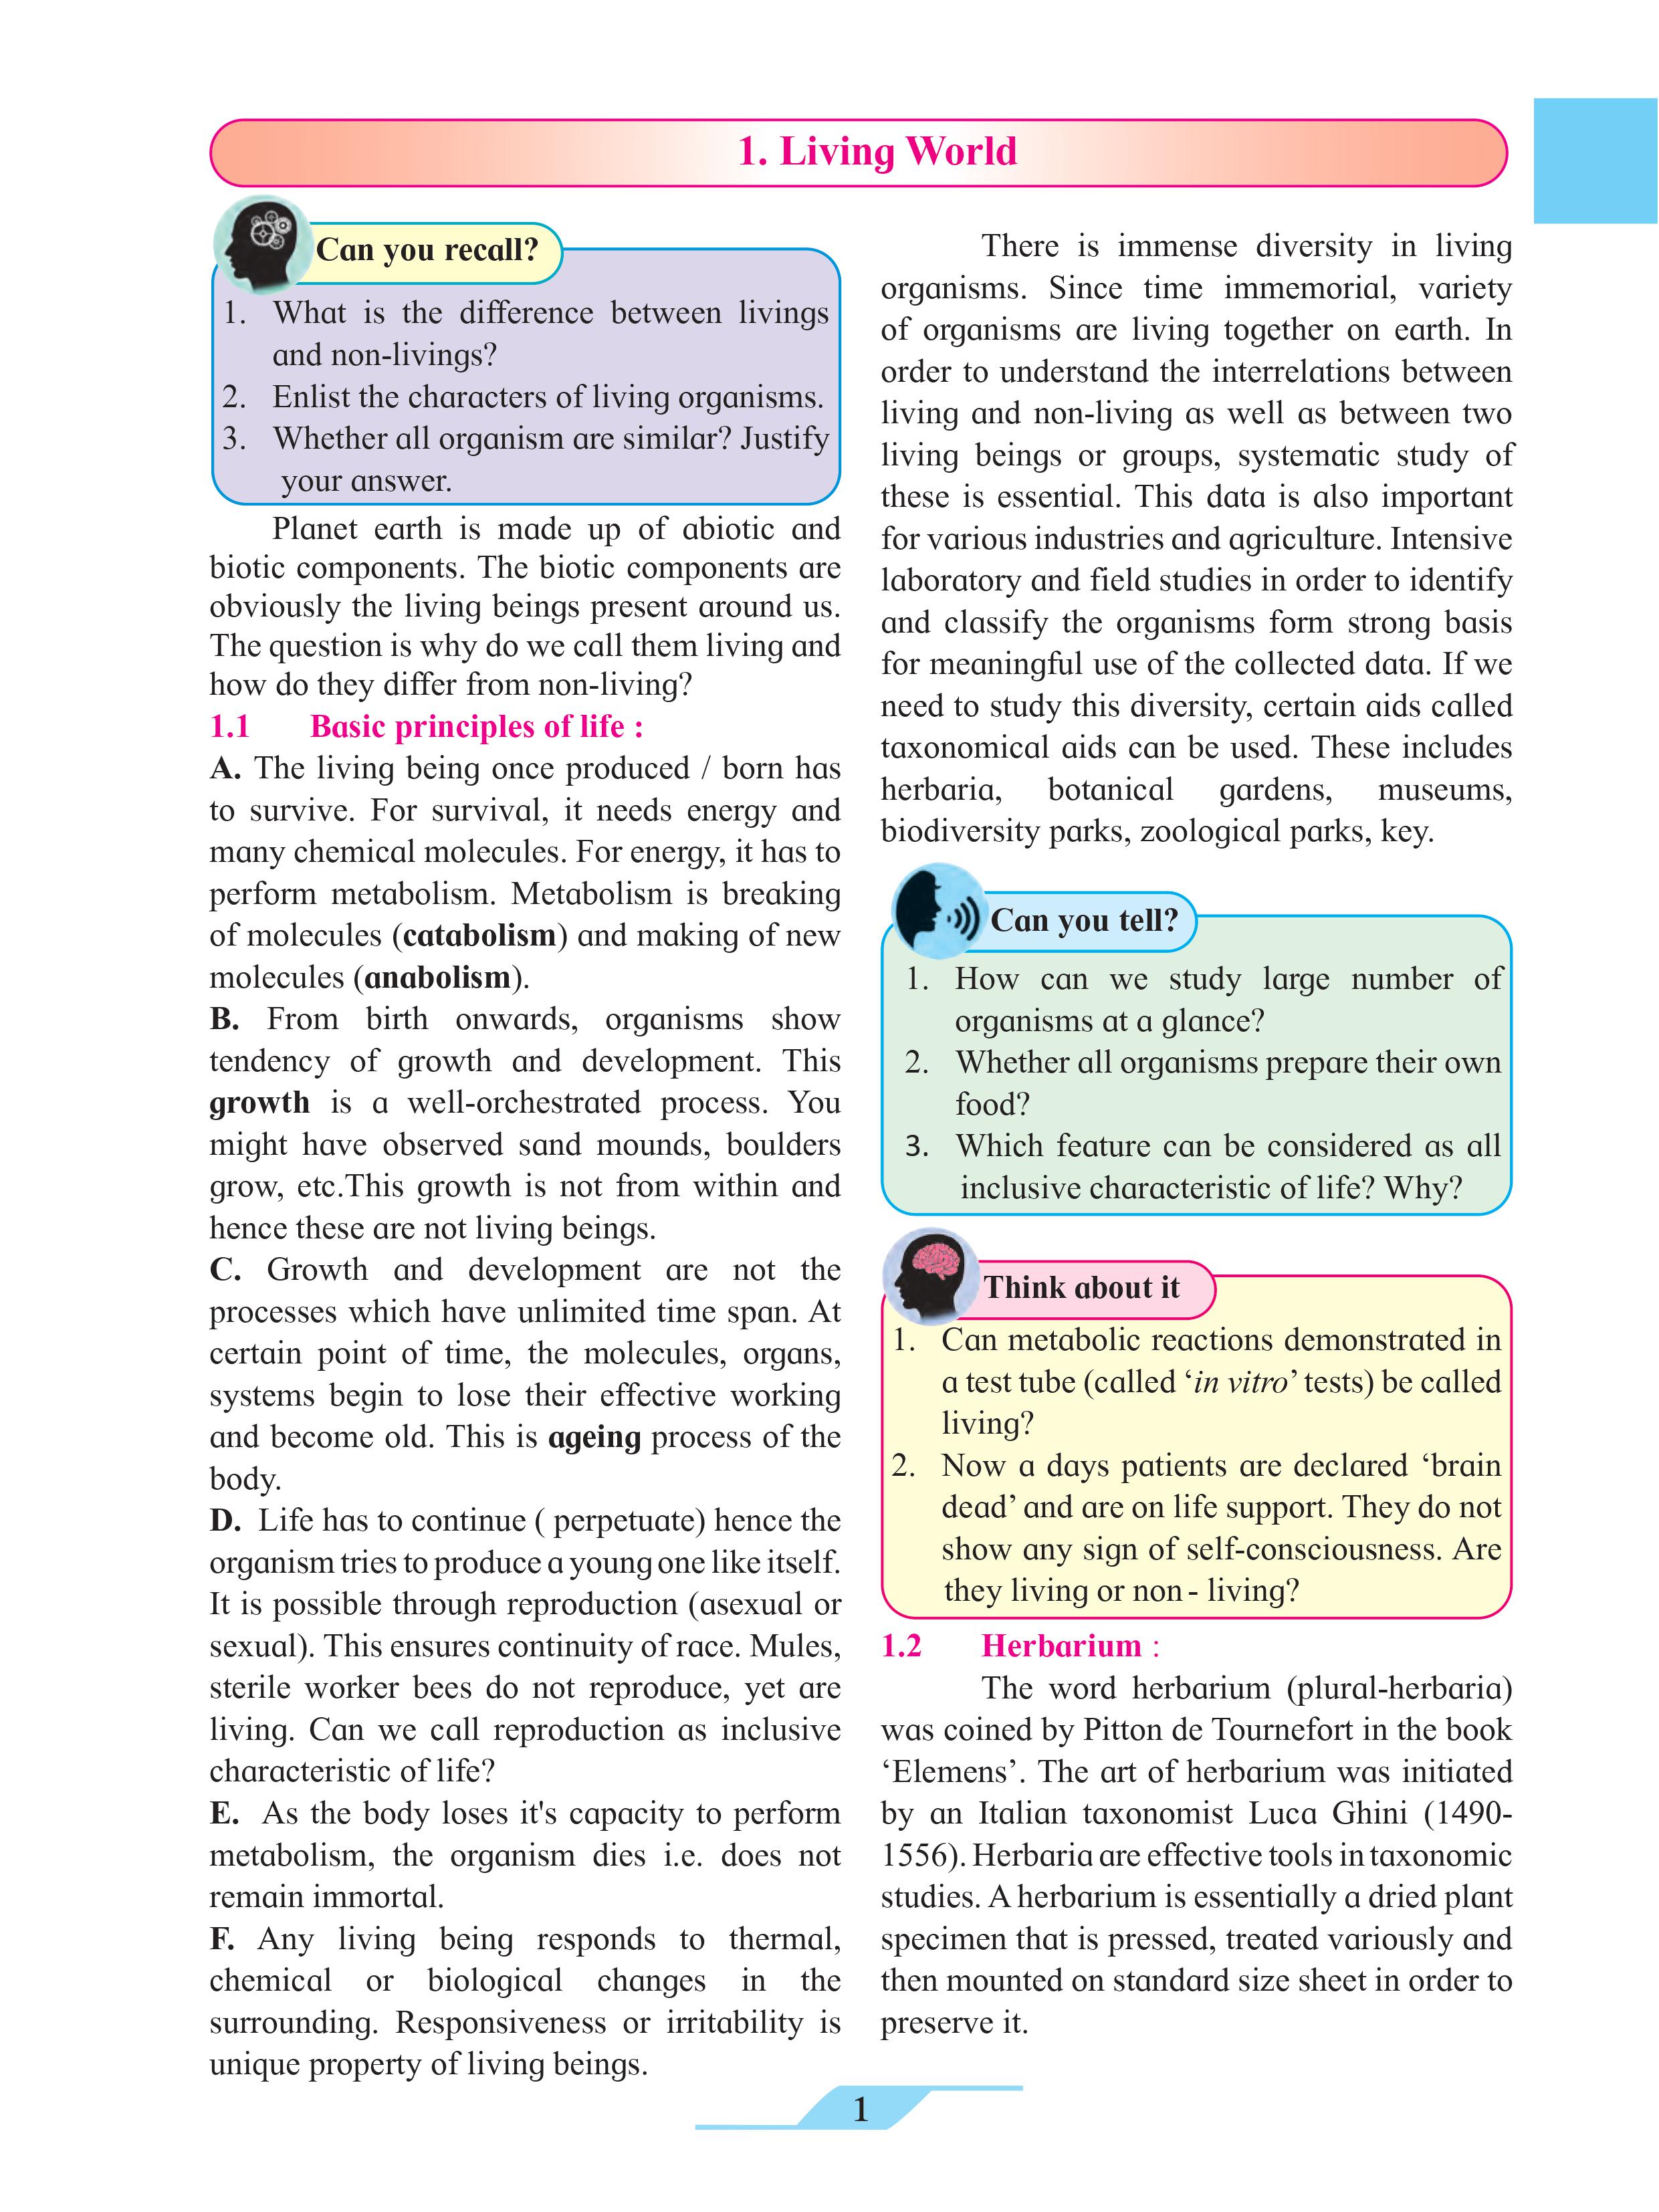 1. Living World
Can you recall?
1. What is the difference between livings
and non-livings?
2. Enlist the characters of living organisms.
3. Whether all organism are similar? Justify
your answer.
Planet earth is made up of abiotic and
biotic components. The biotic components are
obviously the living beings present around us.
The question is why do we call them living and
how do they differ from non-living?
1.1 Basic principles of life :
A. The living being once produced / born has
to survive. For survival, it needs energy and
many chemical molecules. For energy, it has to
perform metabolism. Metabolism is breaking
of molecules (catabolism) and making of new
molecules (anabolism).
B. From birth onwards, organisms show
tendency of growth and development. This
growth is a well-orchestrated process. You
might have observed sand mounds, boulders
grow, etc.This growth is not from within and
hence these are not living beings.
C. Growth and development are not the
processes which have unlimited time span. At
certain point of time, the molecules, organs,
systems begin to lose their effective working
and become old. This is ageing process of the
body.
D. Life has to continue ( perpetuate) hence the
organism tries to produce a young one like itself.
It is possible through reproduction (asexual or
sexual). This ensures continuity of race. Mules,
sterile worker bees do not reproduce, yet are
living. Can we call reproduction as inclusive
characteristic of life?
E. As the body loses it's capacity to perform
metabolism, the organism dies i.e. does not
remain immortal.
F. Any living being responds to thermal,
chemical or biological changes in the
surrounding. Responsiveness or irritability is
unique property of living beings.
There is immense diversity in living
organisms. Since time immemorial, variety
of organisms are living together on earth. In
order to understand the interrelations between
living and non-living as well as between two
living beings or groups, systematic study of
these is essential. This data is also important
for various industries and agriculture. Intensive
laboratory and field studies in order to identify
and classify the organisms form strong basis
for meaningful use of the collected data. If we
need to study this diversity, certain aids called
taxonomical aids can be used. These includes
herbaria, botanical gardens, museums,
biodiversity parks, zoological parks, key.
Can you tell?
1. How can we study large number of
organisms at a glance?
2. Whether all organisms prepare their own
food?
3. Which feature can be considered as all
inclusive characteristic of life? Why?
Think about it
1. Can metabolic reactions demonstrated in
a test tube (called ‘in vitro’ tests) be called
living?
2. Now a days patients are declared ‘brain
dead’ and are on life support. They do not
show any sign of self-consciousness. Are
they living or non - living?
1.2 Herbarium :
The word herbarium (plural-herbaria)
was coined by Pitton de Tournefort in the book
‘Elemens’. The art of herbarium was initiated
by an Italian taxonomist Luca Ghini (1490-
1556). Herbaria are effective tools in taxonomic
studies. A herbarium is essentially a dried plant
specimen that is pressed, treated variously and
then mounted on standard size sheet in order to
preserve it.
1